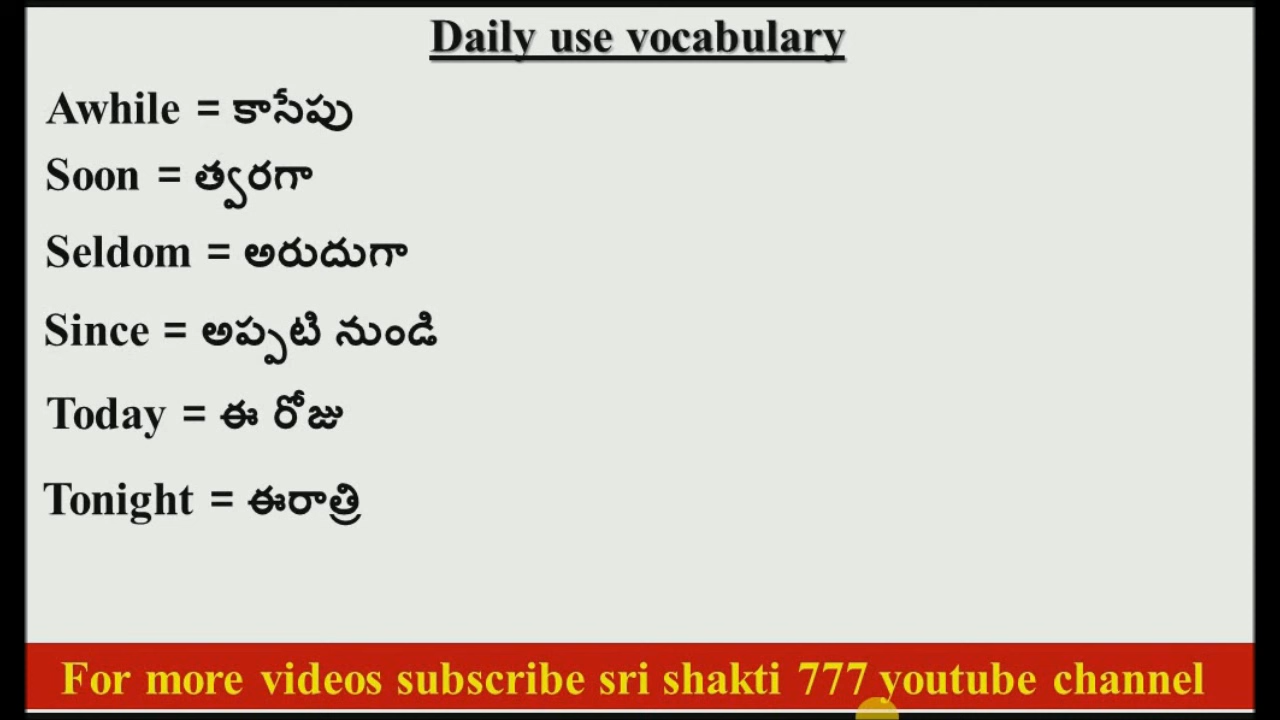 Daily use vocabulary
Awhile = కాసేపు
Soon = త్వరగా
Seldom = అరుదుగా
Since = అప్పటి నుండి
Today = ఈ రోజు
Tonight = ఈరాత్రి
For more videos subscribe sri shakti 777 youtube channel